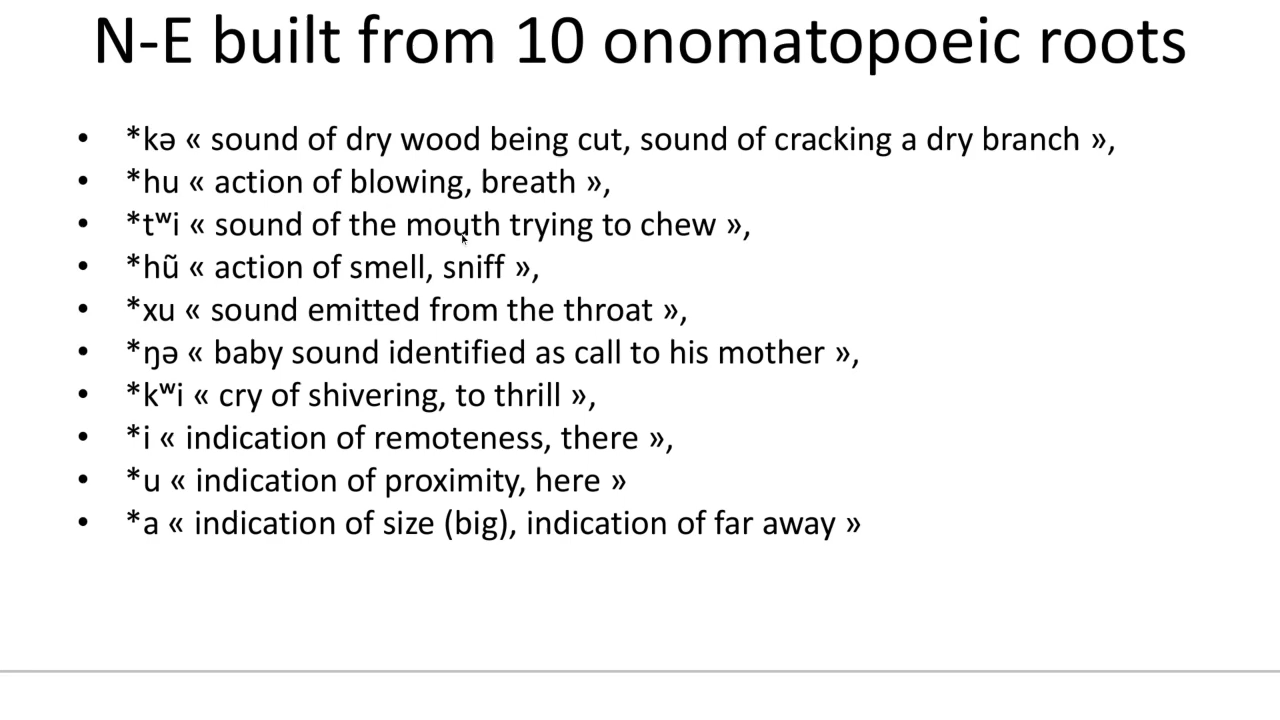 N-E built from 10 onomatopoeic roots
• *kə « sound of dry wood being cut, sound of cracking a dry branch »,
• *hu « action of blowing, breath »,
• *tʷi « sound of the mouth trying to chew »,
• *hũ « action of smell, sniff »,
• *xu « sound emitted from the throat »,
• *ŋə « baby sound identified as call to his mother »,
• *kʷi « cry of shivering, to thrill »,
• *i « indication of remoteness, there »,
• *u « indication of proximity, here »
• *a « indication of size (big), indication of far away »